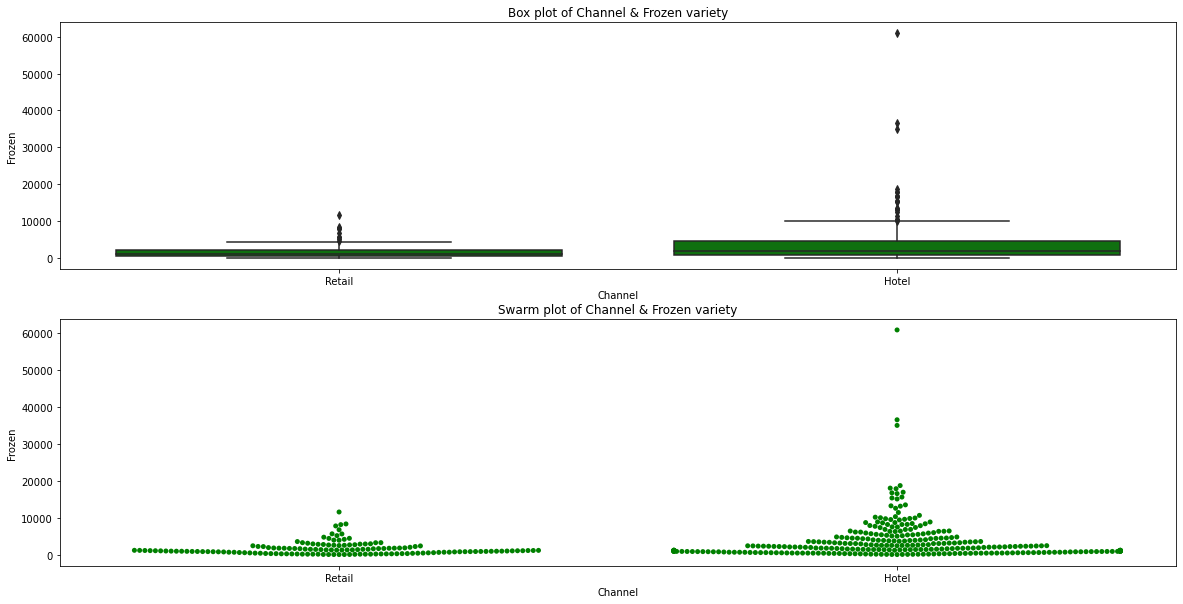 Box plot of Channel & Frozen variety
60000
50000
40000
30000
20000
10000
0
Frozen
Retail
Hotel
Channel
Swarm plot of Channel & Frozen variety
60000
50000
40000
30000
20000
10000
0
Frozen
Retail
Hotel
Channel